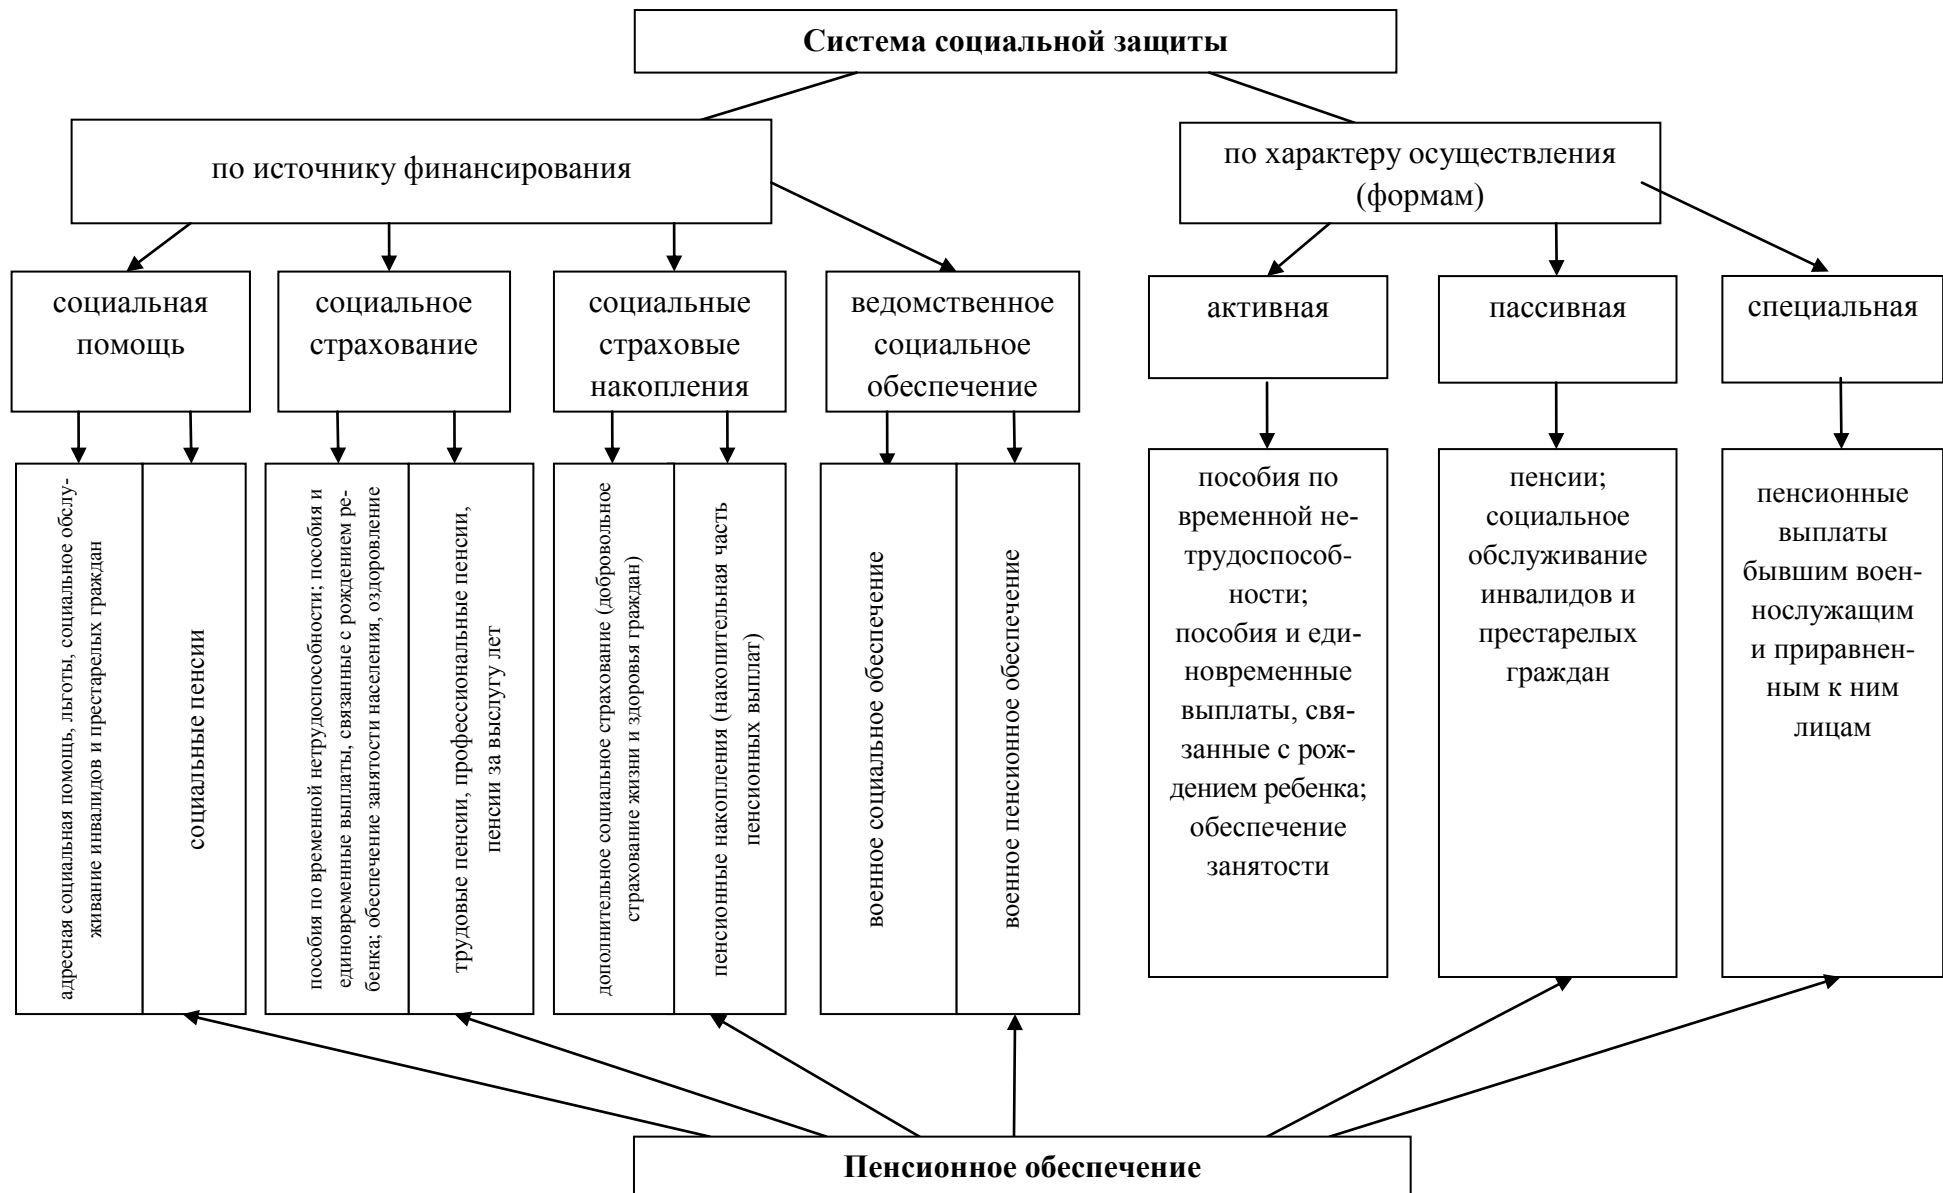 Система социальной защиты
по источнику финансирования
по характеру осуществления
(формам)
социальная
помощь
социальное
страхование
социальные
страховые
накопления
ведомственное
социальное
обеспечение
активная
пассивная
специальная
адресная социальная помощь, льготы, социальное обслу-
живание инвалидов и престарелых граждан
социальные пенсии
пособия по временной нетрудоспособности; пособия и
единовременные выплаты, связанные с рождением ре-
бенка; обеспечение занятости населения, оздоровление
трудовые пенсии, профессиональные пенсии,
пенсии за выслугу лет
дополнительное социальное страхование (добровольное
страхование жизни и здоровья граждан)
пенсионные накопления (накопительная часть
пенсионных выплат)
военное социальное обеспечение
военное пенсионное обеспечение
пособия по
временной не-
трудоспособ-
ности;
пособия и еди-
новременные
выплаты, свя-
занные с рож-
дением ребенка;
обеспечение
занятости
пенсии;
социальное
обслуживание
инвалидов и
престарелых
граждан
пенсионные
выплаты
бывшим воен-
нослужащим
и приравнен-
ным к ним
лицам
Пенсионное обеспечение